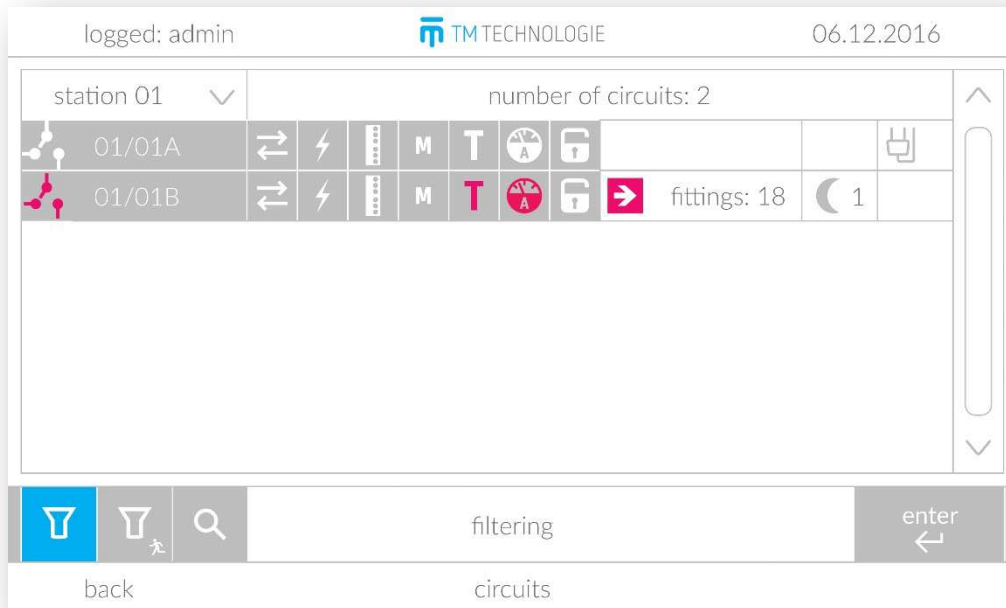 logged: admin TM TECHNOLOGIE 06.12.2016
station 01 number of circuits: 2
01/01A M T A
01/01B M T A fittings: 18 1
filtering enter
back circuits